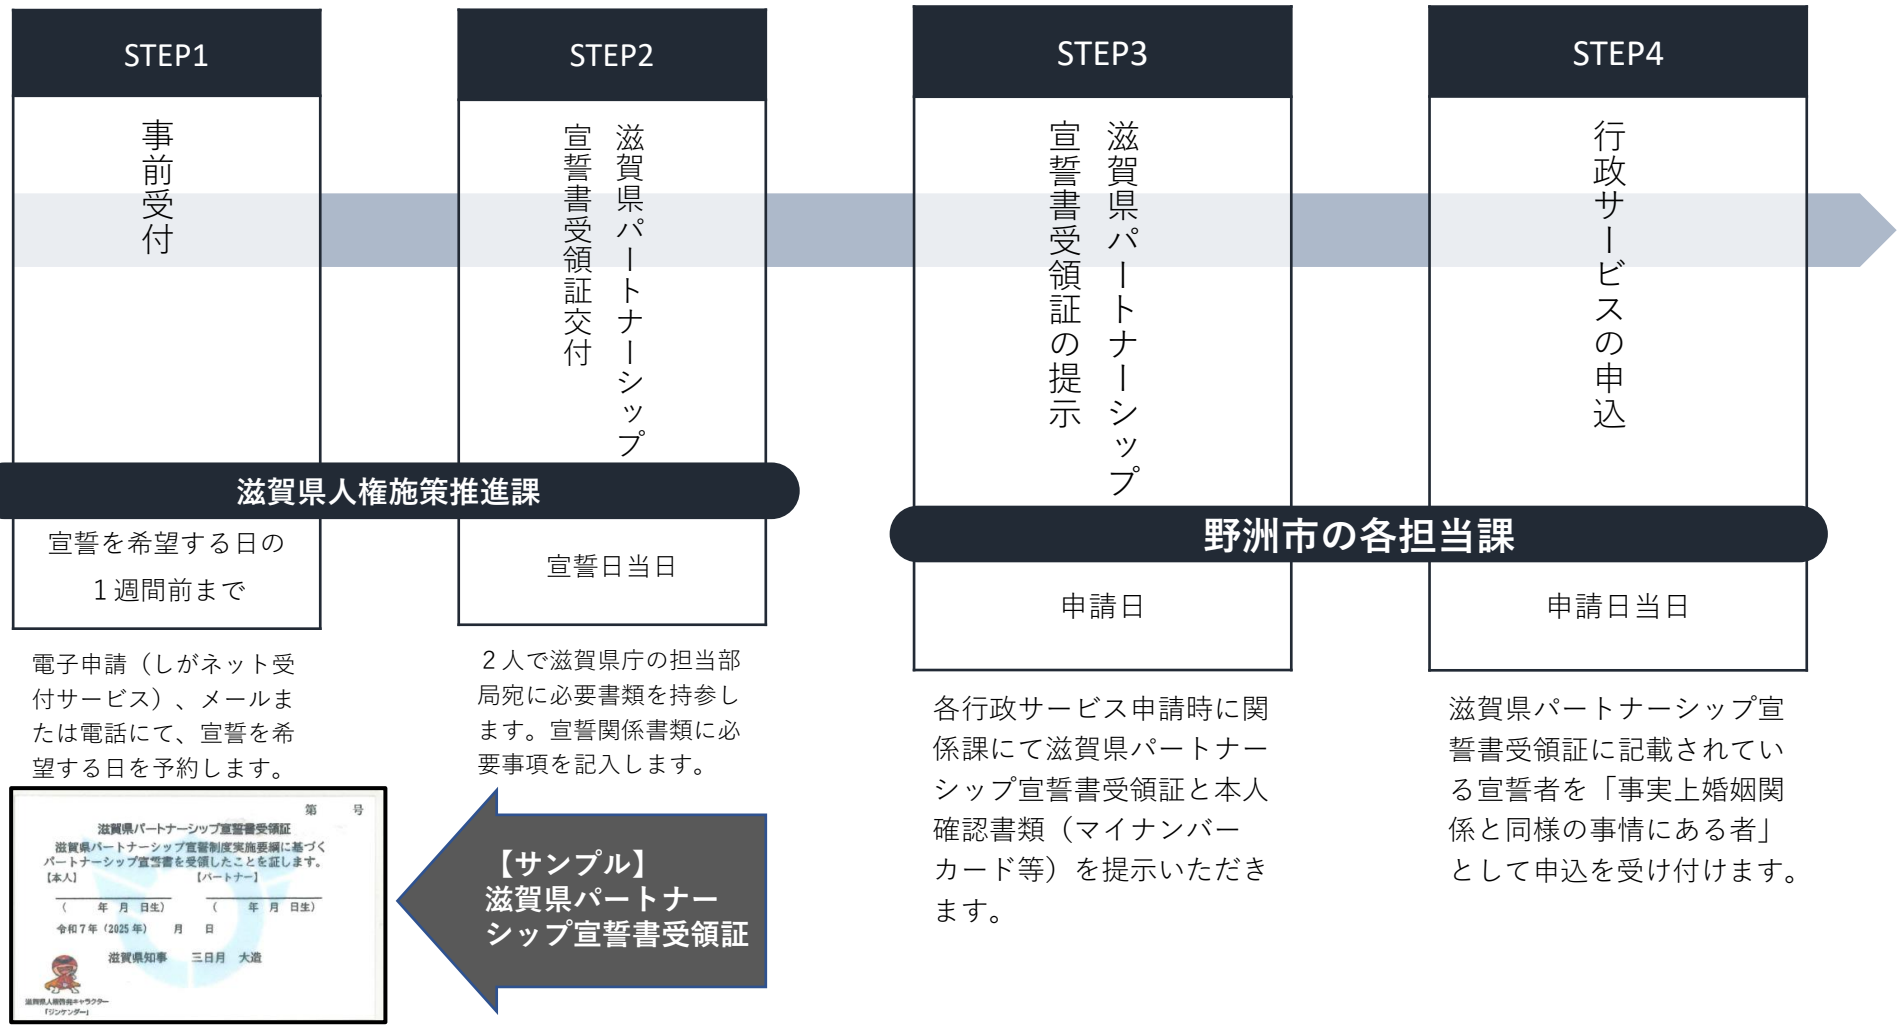 STEP1
事前受付
滋賀県人権施策推進課
宣誓を希望する日の
１週間前まで
電子申請（しがネット受
付サービス）、メールま
たは電話にて、宣誓を希
望する日を予約します。
STEP2
滋賀県パートナーシップ
宣誓書受領証交付
宣誓日当日
２人で滋賀県庁の担当部
局宛に必要書類を持参し
ます。宣誓関係書類に必
要事項を記入します。
第　　号
滋賀県パートナーシップ宣誓書受領証
滋賀県パートナーシップ宣誓制度実施要綱に基づく
パートナーシップ宣誓書を受領したことを証します。
【本人】　【パートナー】
（　年　月　日生）　（　年　月　日生）
令和７年（2025年）　月　日
滋賀県知事　三日月　大造
滋賀県人権啓発キャラクター
「ジンケンダー」
【サンプル】
滋賀県パートナー
シップ宣誓書受領証
STEP3
滋賀県パートナーシップ
宣誓書受領証の提示
野洲市の各担当課
申請日
各行政サービス申請時に関
係課にて滋賀県パートナー
シップ宣誓書受領証と本人
確認書類（マイナンバー
カード等）を提示いただき
ます。
STEP4
行政サービスの申込
申請日当日
滋賀県パートナーシップ宣
誓書受領証に記載されてい
る宣誓者を「事実上婚姻関
係と同様の事情にある者」
として申込を受け付けます。